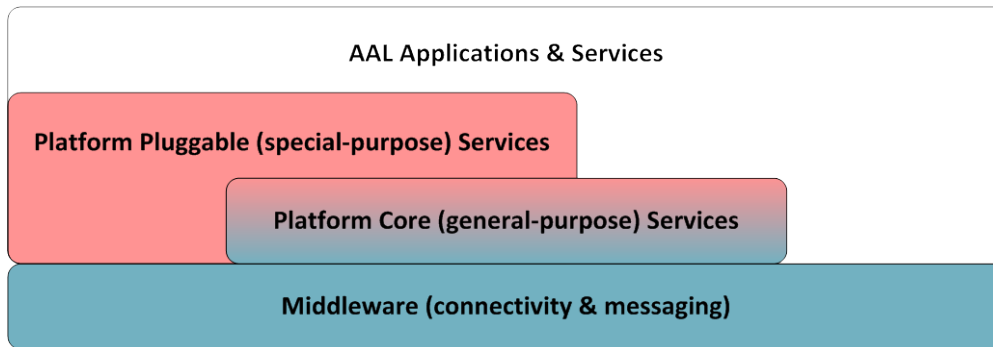 AAL Applications & Services
Platform Pluggable (special-purpose) Services
Platform Core (general-purpose) Services
Middleware (connectivity & messaging)